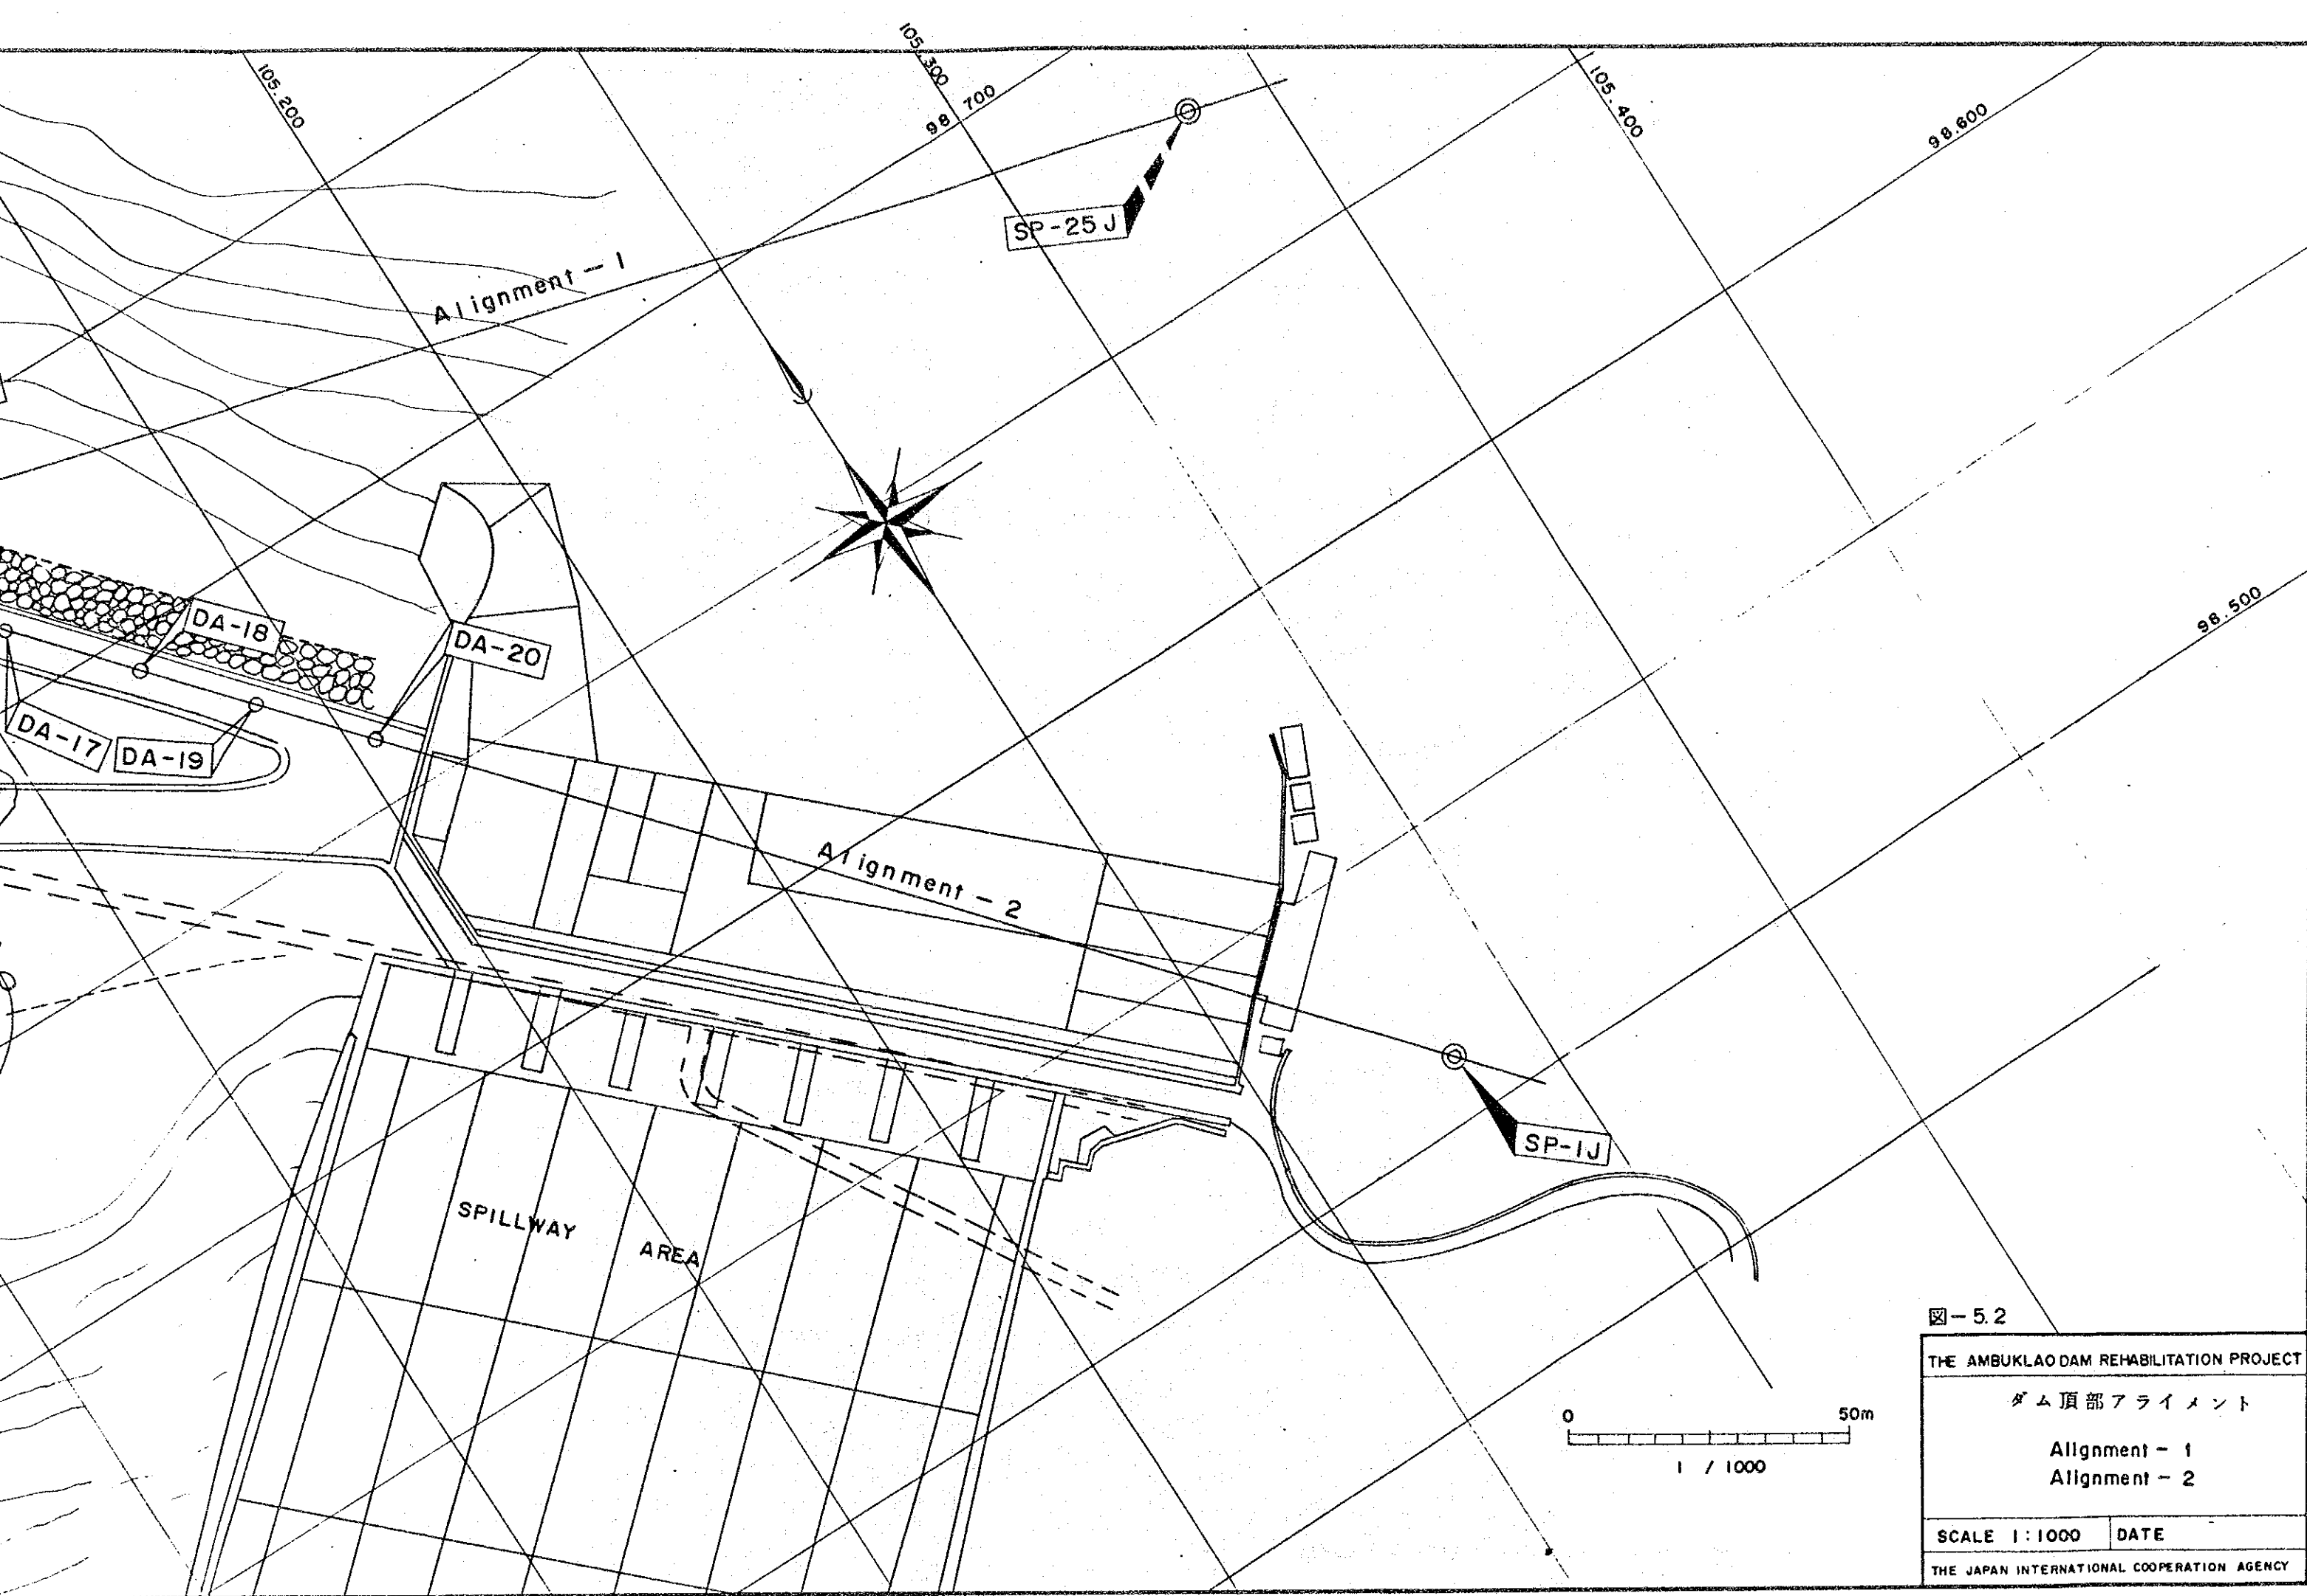 105.200
105.300
98 700
105.400
98.600
SP-25 J
Alignment - 1
98.500
DA-18
DA-20
DA-17
DA-19
Alignment - 2
SP-1J
SPILLWAY AREA
図-5.2
THE AMBUKLAO DAM REHABILITATION PROJECT
ダム頂部アライメント
Alignment - 1
Alignment - 2
0 50m
1 / 1000
SCALE 1:1000 DATE
THE JAPAN INTERNATIONAL COOPERATION AGENCY